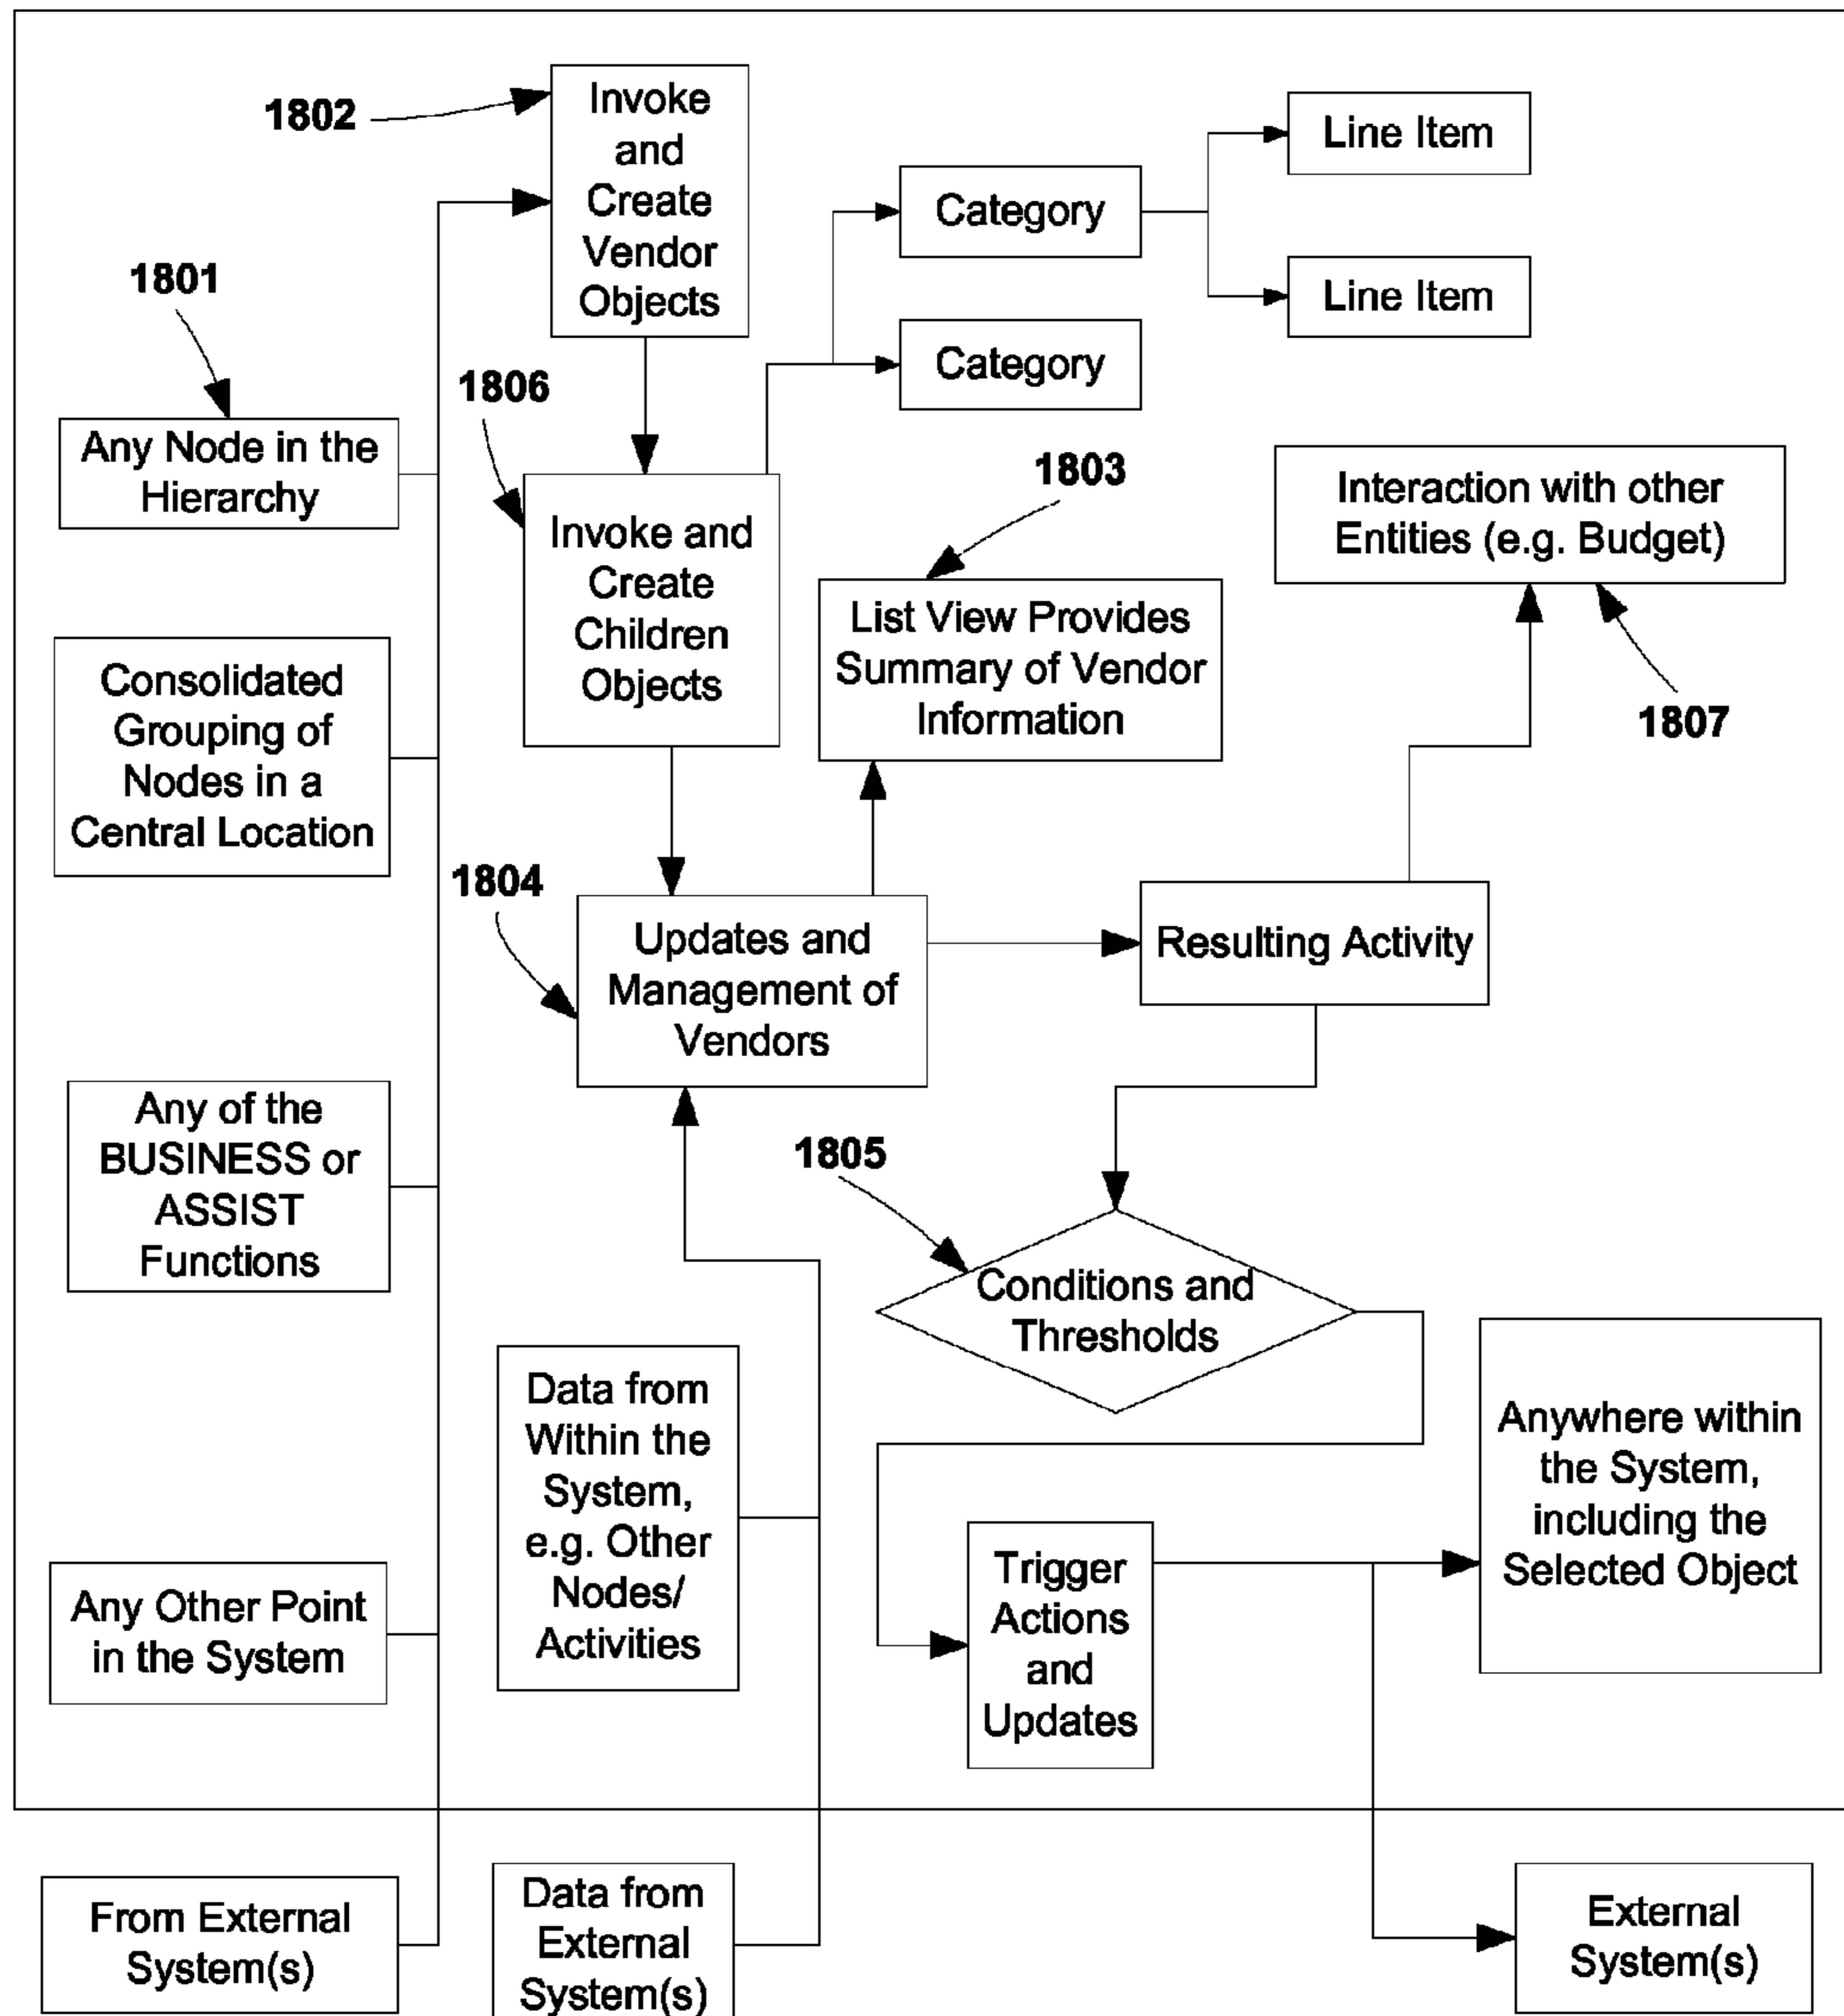 1802
Invoke
and
Create
Vendor
Objects
Line Item
Category
Line Item
Category
1801
1806
Any Node in the
Hierarchy
Invoke and
Create
Children
Objects
1803
List View Provides
Summary of Vendor
Information
Interaction with other
Entities (e.g. Budget)
1807
Consolidated
Grouping of
Nodes in a
Central Location
1804
Updates and
Management of
Vendors
Resulting Activity
Any of the
BUSINESS or
ASSIST
Functions
1805
Conditions and
Thresholds
Data from
Within the
System,
e.g. Other
Nodes/
Activities
Anywhere within
the System,
including the
Selected Object
Any Other Point
in the System
Trigger
Actions
and
Updates
From External
System(s)
Data from
External
System(s)
External
System(s)